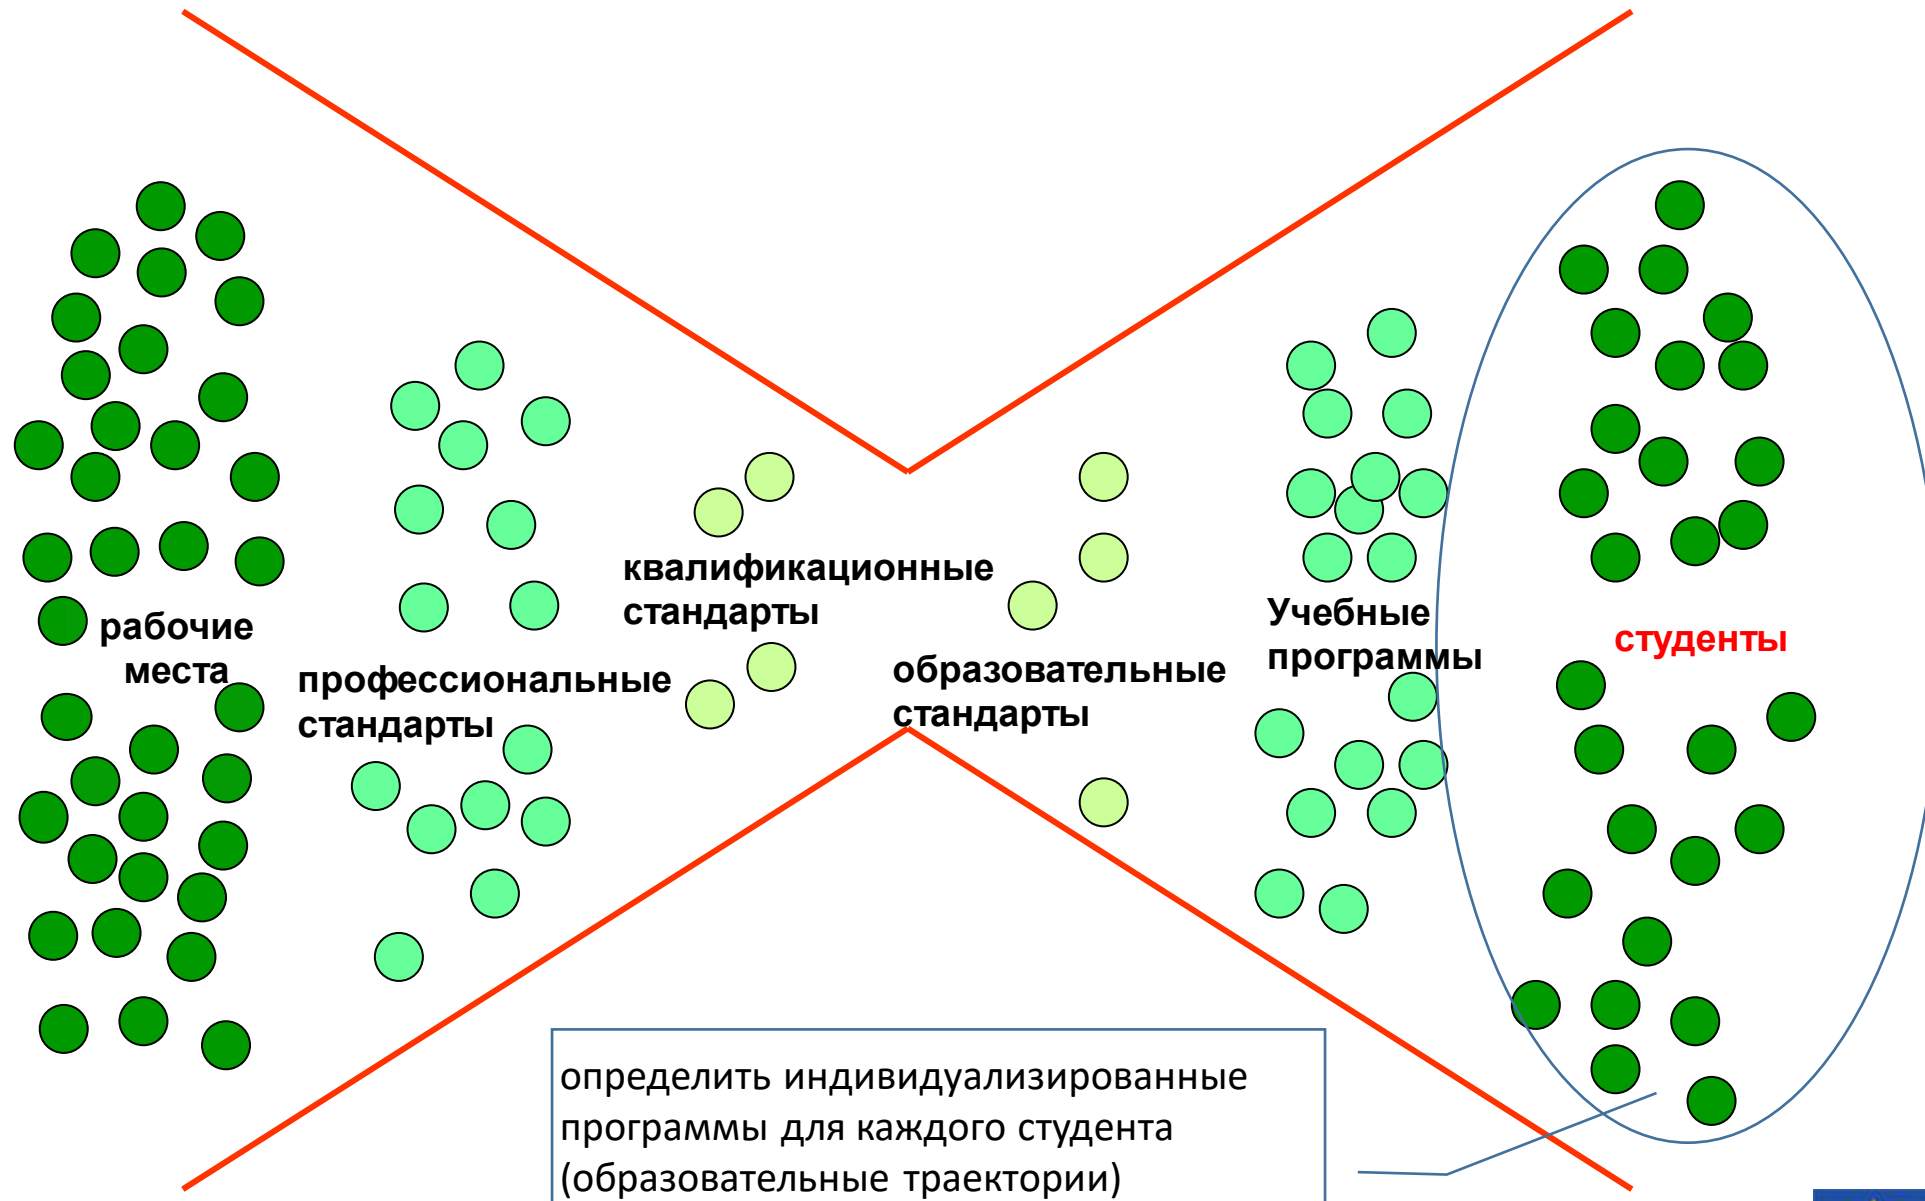 рабочие
места
профессиональные
стандарты
квалификационные
стандарты
образовательные
стандарты
Учебные
программы
студенты
определить индивидуализированные
программы для каждого студента
(образовательные траектории)